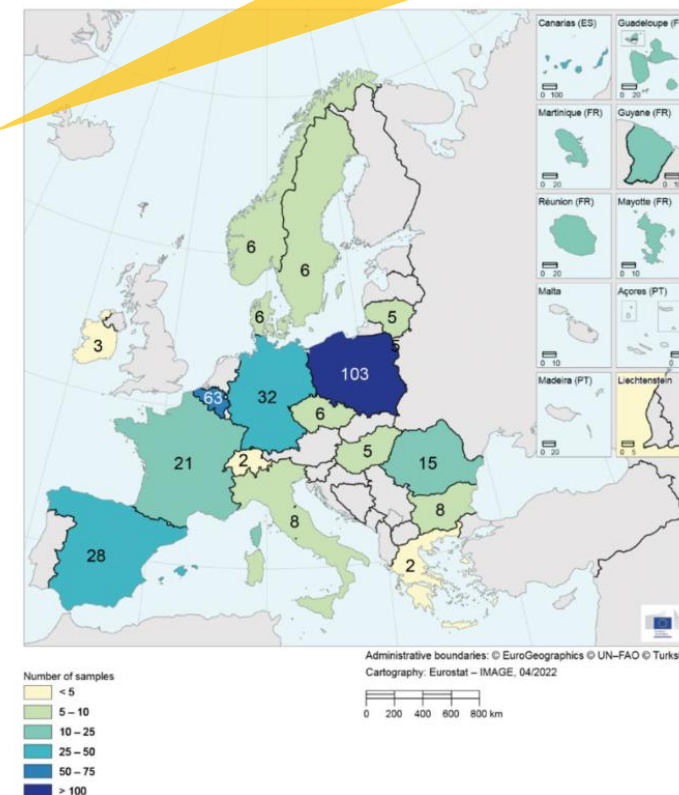 Canarias (ES)
0 100
Guadeloupe (F
0 20
Martinique (FR)
0 20
Guyane (FR)
0 10
Réunion (FR)
0 20
Mayotte (FR)
0 10
Malta
0 10
Açores (PT)
0
Madeira (PT)
0 20
Liechtenstein
0 5
6
6
6
5
5
3
103
63
32
6
2
5
15
21
8
8
28
2
Administrative boundaries: © EuroGeographics © UN–FAO © Turks
Cartography: Eurostat – IMAGE, 04/2022
0 200 400 600 800 km
Number of samples
< 5
5 – 10
10 – 25
25 – 50
50 – 75
> 100